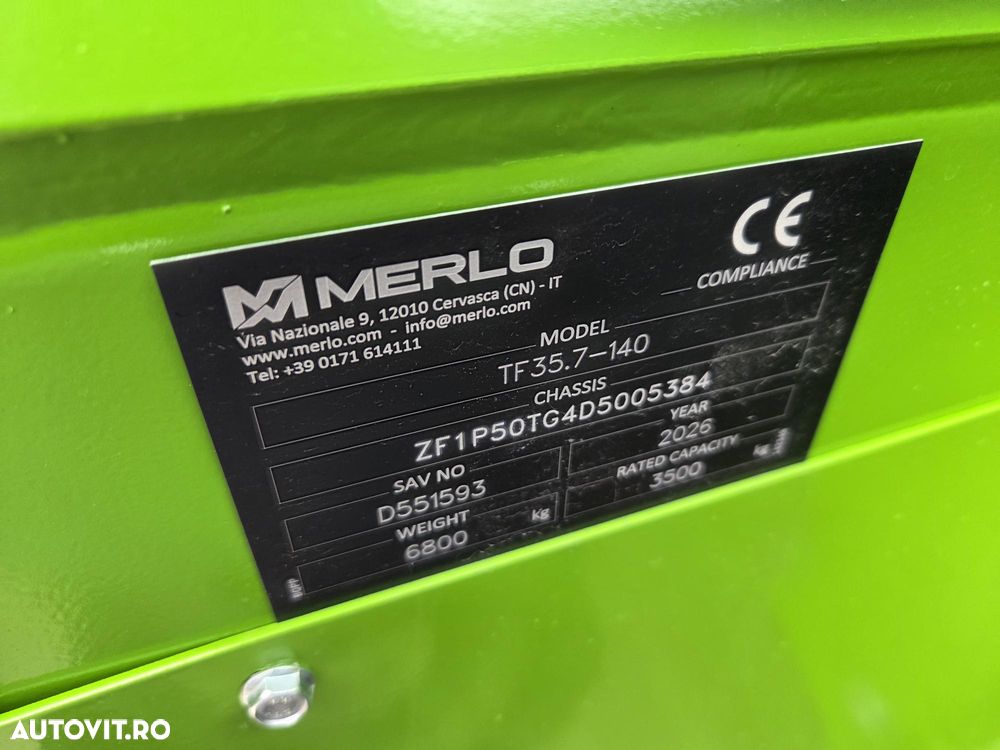 MERLO
CE
Via Nazionale 9, 12010 Cervasca (CN) - IT
www.merlo.com - info@merlo.com
Tel: +39 0171 614111
COMPLIANCE
MODEL
TF35.7-140
CHASSIS
ZF1P50TG4D5005384
SAV NO
YEAR
D551593
2026
WEIGHT
RATED CAPACITY
6800 Kg
3500 Kg
AUTOVIT.RO